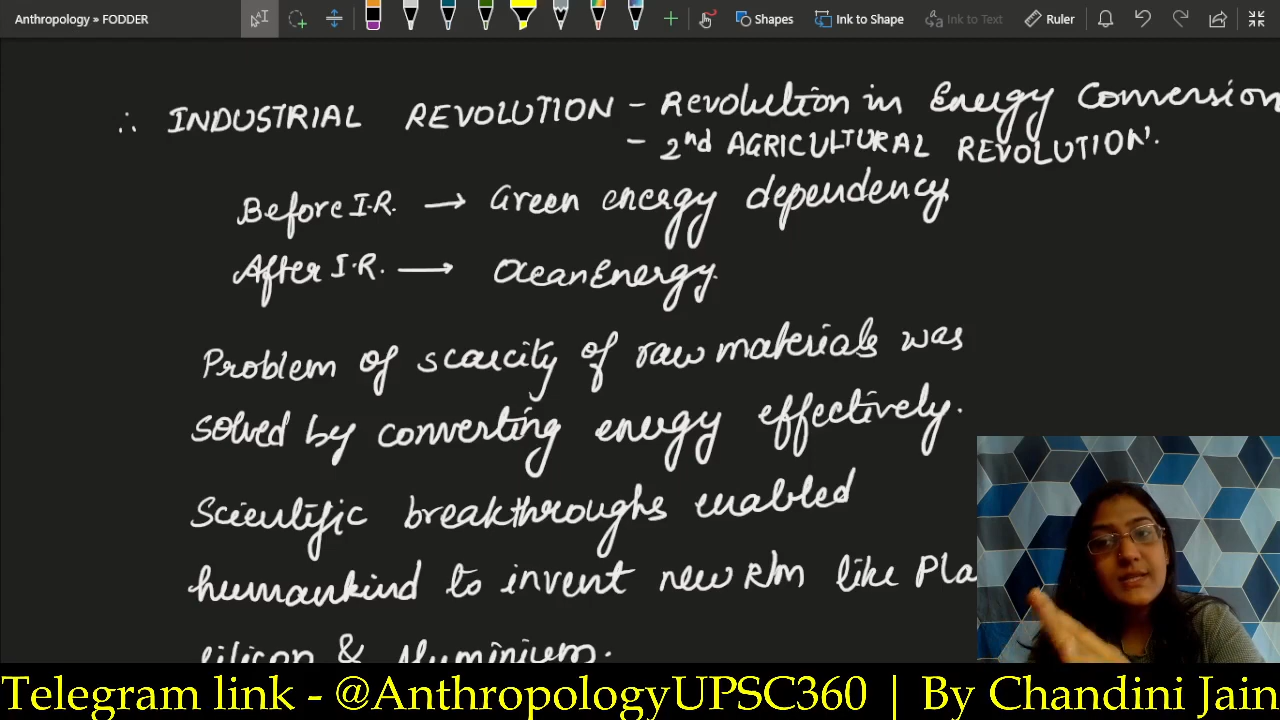 Anthropology » FODDER
Shapes
Ink to Shape
Ink to Text
Ruler
∴ INDUSTRIAL REVOLUTION - Revolution in Energy Conversion
- 2nd AGRICULTURAL REVOLUTION'.
Before I.R. → Green energy dependency
After I.R. → Ocean Energy.
Problem of scarcity of raw materials was
solved by converting energy effectively.
Scientific breakthroughs enabled
humankind to invent new R/m like Pla
silicon & Aluminium.
Telegram link - @AnthropologyUPSC360 | By Chandini Jain